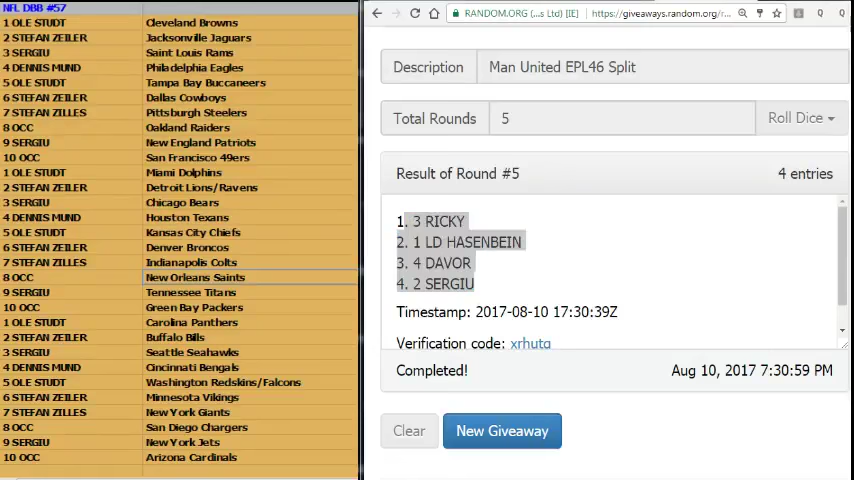 NFL DBB #57
1 OLE STUDT Cleveland Browns
2 STEFAN ZEILER Jacksonville Jaguars
3 SERGIU Saint Louis Rams
4 DENNIS MUND Philadelphia Eagles
5 OLE STUDT Tampa Bay Buccaneers
6 STEFAN ZEILER Dallas Cowboys
7 STEFAN ZILLES Pittsburgh Steelers
8 OCC Oakland Raiders
9 SERGIU New England Patriots
10 OCC San Francisco 49ers
1 OLE STUDT Miami Dolphins
2 STEFAN ZEILER Detroit Lions/Ravens
3 SERGIU Chicago Bears
4 DENNIS MUND Houston Texans
5 OLE STUDT Kansas City Chiefs
6 STEFAN ZEILER Denver Broncos
7 STEFAN ZILLES Indianapolis Colts
8 OCC New Orleans Saints
9 SERGIU Tennessee Titans
10 OCC Green Bay Packers
1 OLE STUDT Carolina Panthers
2 STEFAN ZEILER Buffalo Bills
3 SERGIU Seattle Seahawks
4 DENNIS MUND Cincinnati Bengals
5 OLE STUDT Washington Redskins/Falcons
6 STEFAN ZEILER Minnesota Vikings
7 STEFAN ZILLES New York Giants
8 OCC San Diego Chargers
9 SERGIU New York Jets
10 OCC Arizona Cardinals
RANDOM.ORG (...s Ltd) [IE] https://giveaways.random.org/r...
Description Man United EPL46 Split
Total Rounds 5 Roll Dice
Result of Round #5 4 entries
1. 3 RICKY
2. 1 LD HASENBEIN
3. 4 DAVOR
4. 2 SERGIU
Timestamp: 2017-08-10 17:30:39Z
Verification code: xrhutq
Completed! Aug 10, 2017 7:30:59 PM
Clear New Giveaway